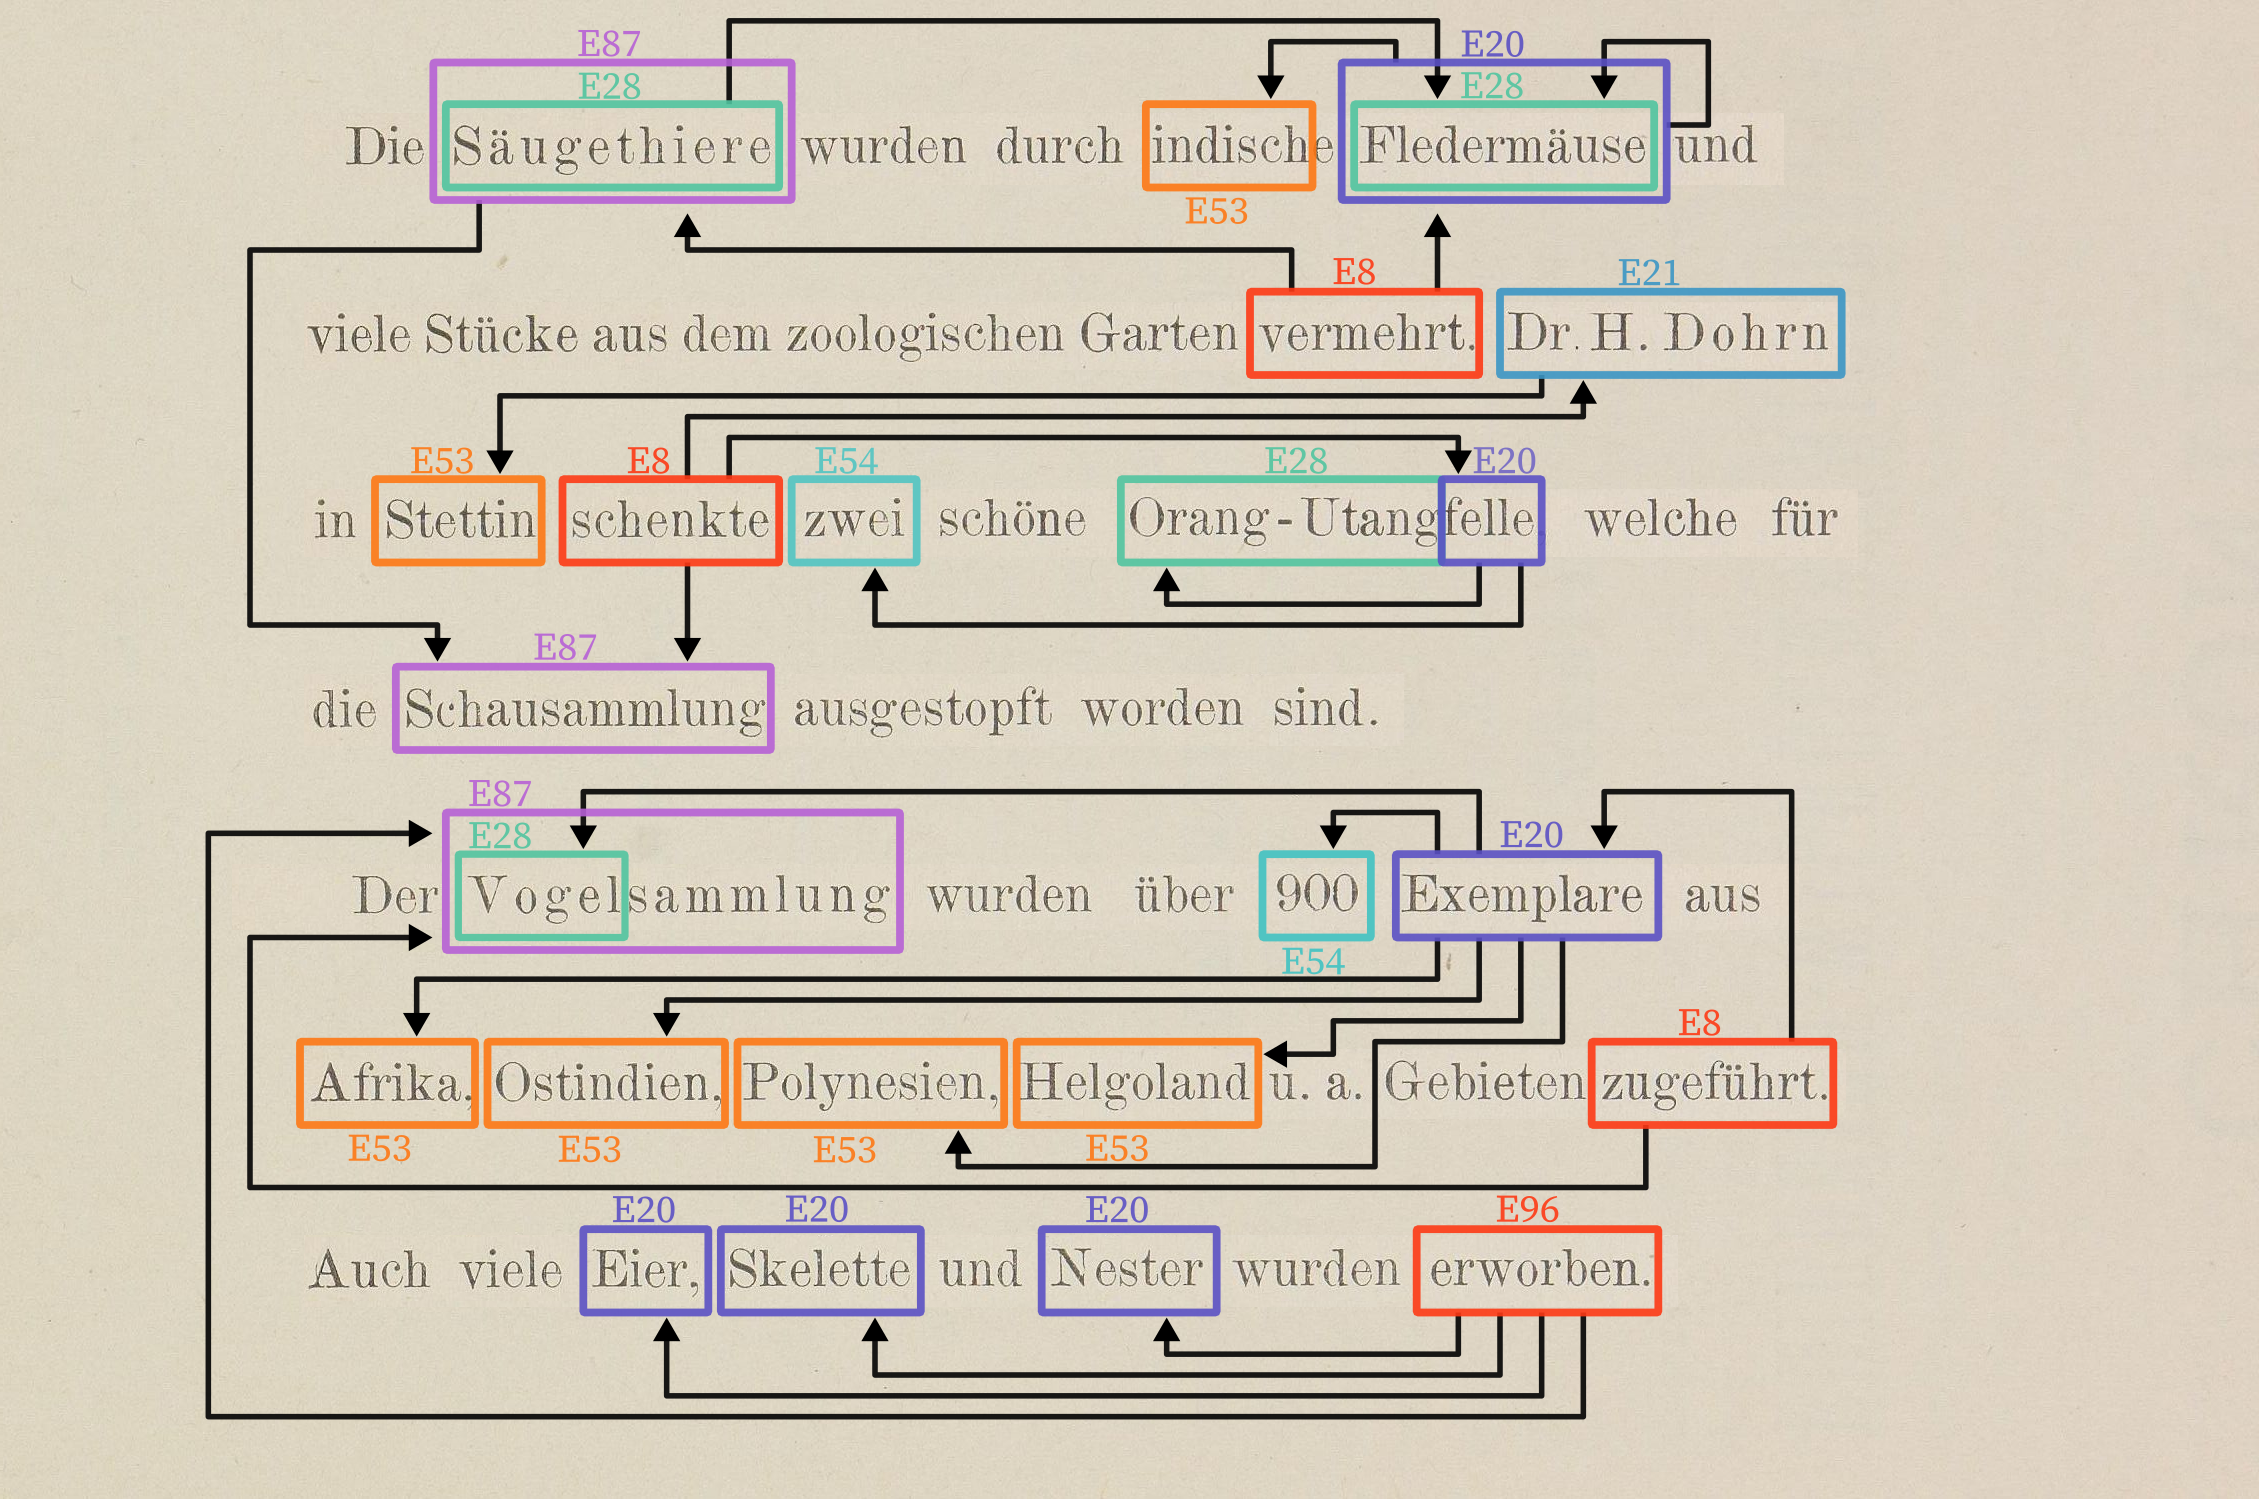 E87 E20
E28 E28
Die Säugethiere wurden durch indische Fledermäuse und
E53
E8 E21
viele Stücke aus dem zoologischen Garten vermehrt. Dr. H. Dohrn
E53 E8 E54 E28 E20
in Stettin schenkte zwei schöne Orang-Utangfelle, welche für
E87
die Schausammlung ausgestopft worden sind.
E87
E28 E20
Der Vogelsammlung wurden über 900 Exemplare aus
E54
E8
Afrika, Ostindien, Polynesien, Helgoland u. a. Gebieten zugeführt.
E53 E53 E53 E53
E20 E20 E20 E96
Auch viele Eier, Skelette und Nester wurden erworben.